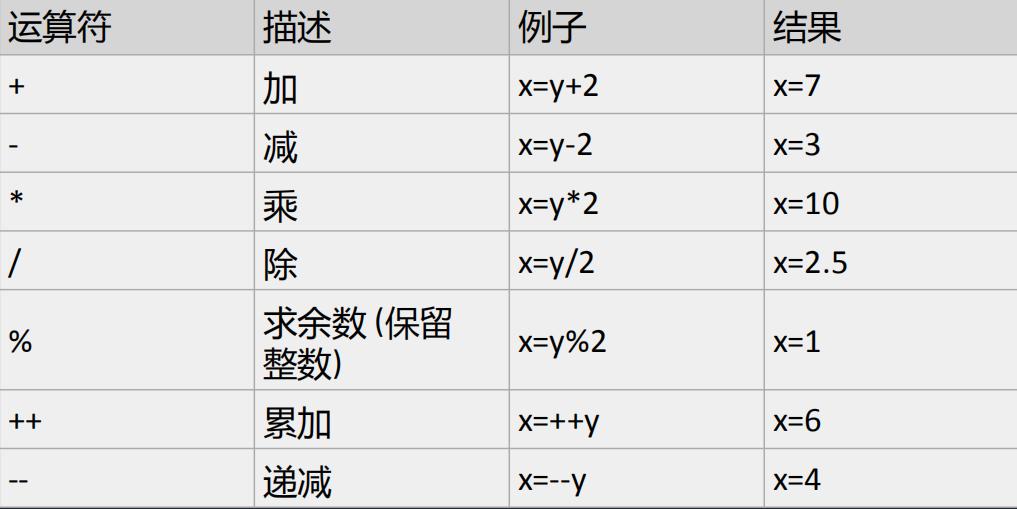 运算符 描述 例子 结果
+ 加 x=y+2 x=7
- 减 x=y-2 x=3
* 乘 x=y*2 x=10
/ 除 x=y/2 x=2.5
% 求余数 (保留
整数) x=y%2 x=1
++ 累加 x=++y x=6
-- 递减 x=--y x=4